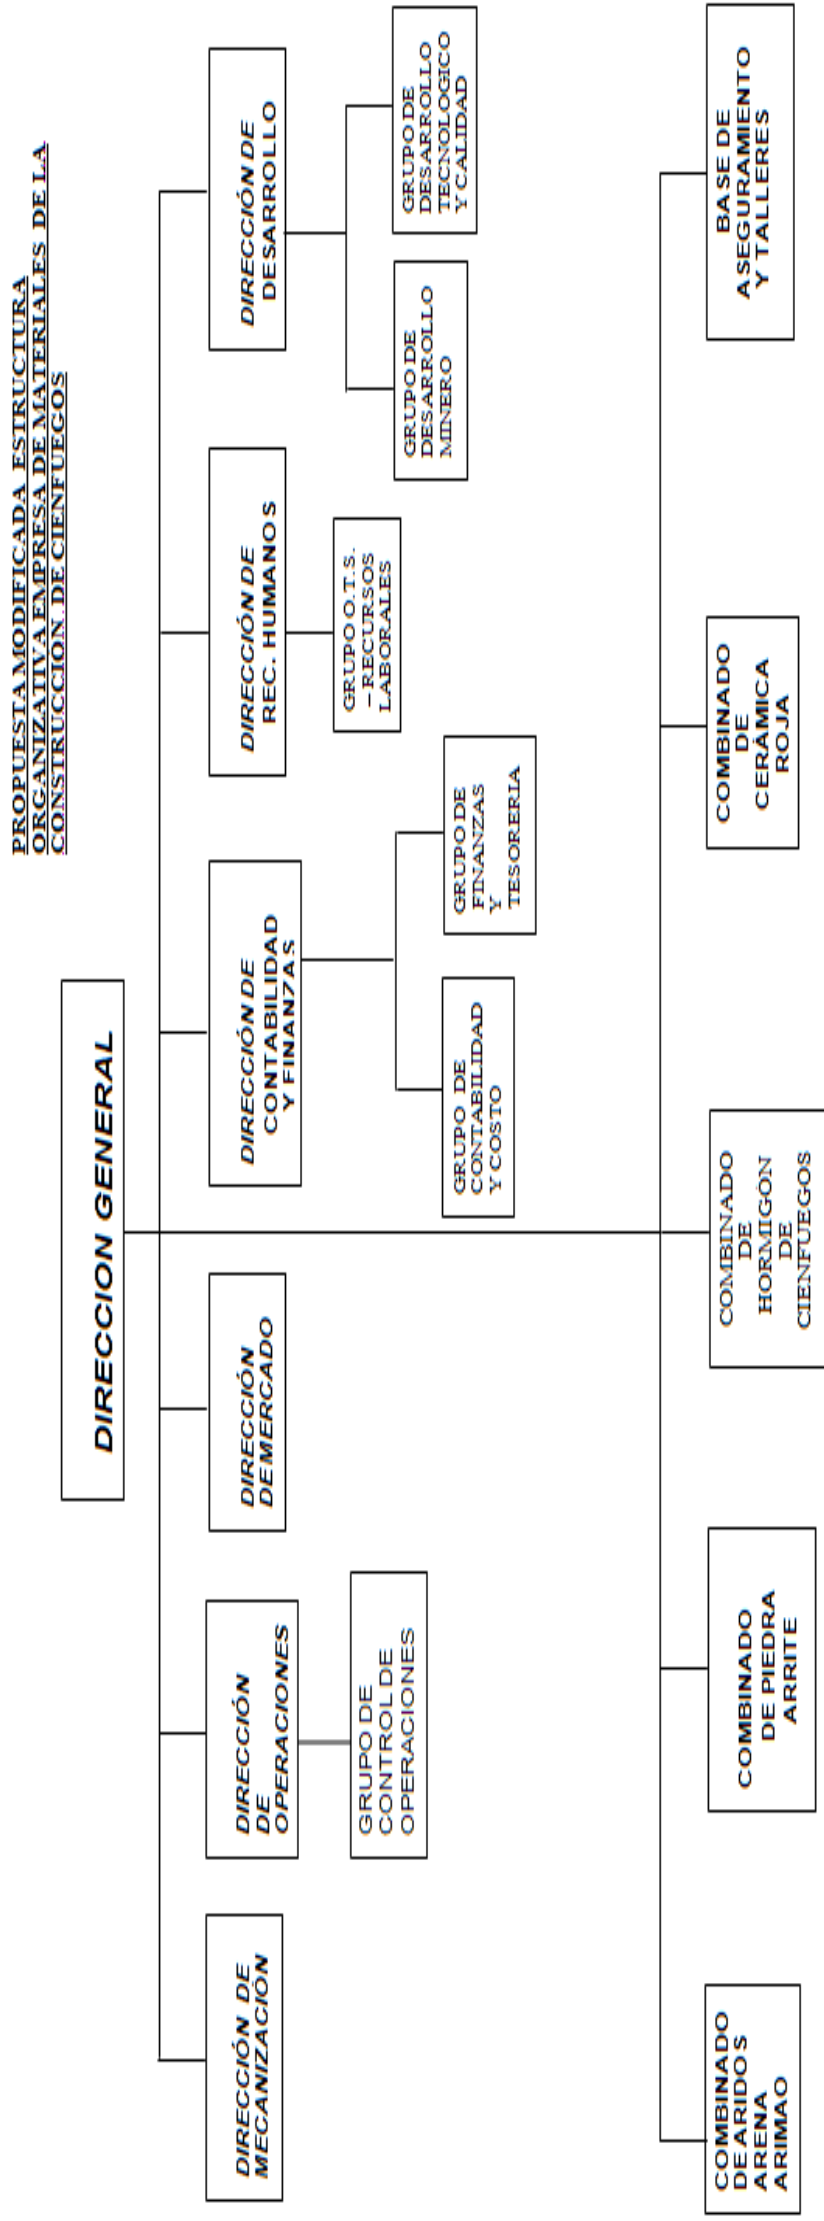 PROPUESTA MODIFICADA ESTRUCTURA
ORGANIZATIVA EMPRESA DE MATERIALES DE LA
CONSTRUCCION DE CIENFUEGOS
DIRECCION GENERAL
DIRECCIÓN DE
MECANIZACIÓN
DIRECCIÓN
DE
OPERACIONES
DIRECCIÓN
DE MERCADO
DIRECCIÓN DE
CONTABILIDAD
Y FINANZAS
DIRECCIÓN DE
REC. HUMANOS
DIRECCIÓN DE
DESARROLLO
GRUPO DE
CONTROL DE
OPERACIONES
GRUPO DE
CONTABILIDAD
Y COSTO
GRUPO DE
FINANZAS
Y
TESORERIA
GRUPO O.T.S.
– RECURSOS
LABORALES
GRUPO DE
DESARROLLO
MINERO
GRUPO DE
DESARROLLO
TECNOLOGICO
Y CALIDAD
COMBINADO
DE ARIDOS
ARENA
ARIMAO
COMBINADO
DE PIEDRA
ARRITE
COMBINADO
DE
HORMIGÓN
DE
CIENFUEGOS
COMBINADO
DE
CERÁMICA
ROJA
BASE DE
ASEGURAMIENTO
Y TALLERES